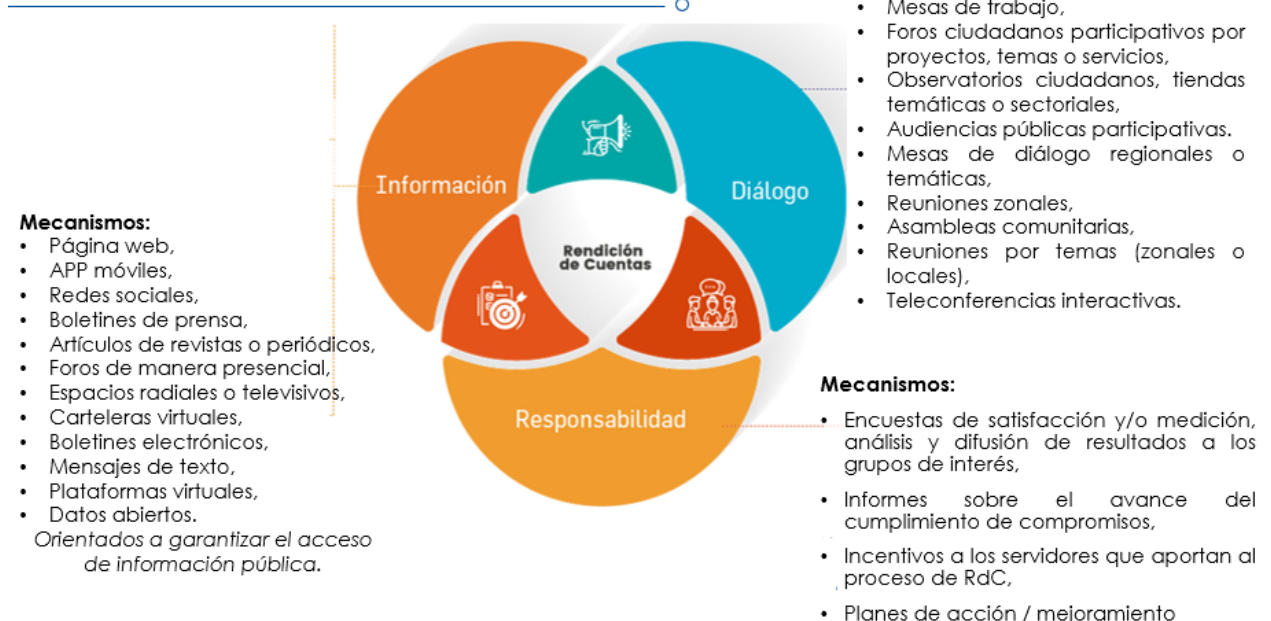 Mecanismos:
• Página web,
• APP móviles,
• Redes sociales,
• Boletines de prensa,
• Artículos de revistas o periódicos,
• Foros de manera presencial,
• Espacios radiales o televisivos,
• Carteleras virtuales,
• Boletines electrónicos,
• Mensajes de texto,
• Plataformas virtuales,
• Datos abiertos.
Orientados a garantizar el acceso
de información pública.
Información
Diálogo
Rendición
de Cuentas
Responsabilidad
• Mesas de trabajo,
• Foros ciudadanos participativos por
proyectos, temas o servicios,
• Observatorios ciudadanos, tiendas
temáticas o sectoriales,
• Audiencias públicas participativas.
• Mesas de diálogo regionales o
temáticas,
• Reuniones zonales,
• Asambleas comunitarias,
• Reuniones por temas (zonales o
locales),
• Teleconferencias interactivas.
Mecanismos:
• Encuestas de satisfacción y/o medición,
análisis y difusión de resultados a los
grupos de interés,
• Informes sobre el avance del
cumplimiento de compromisos,
• Incentivos a los servidores que aportan al
proceso de RdC,
• Planes de acción / mejoramiento